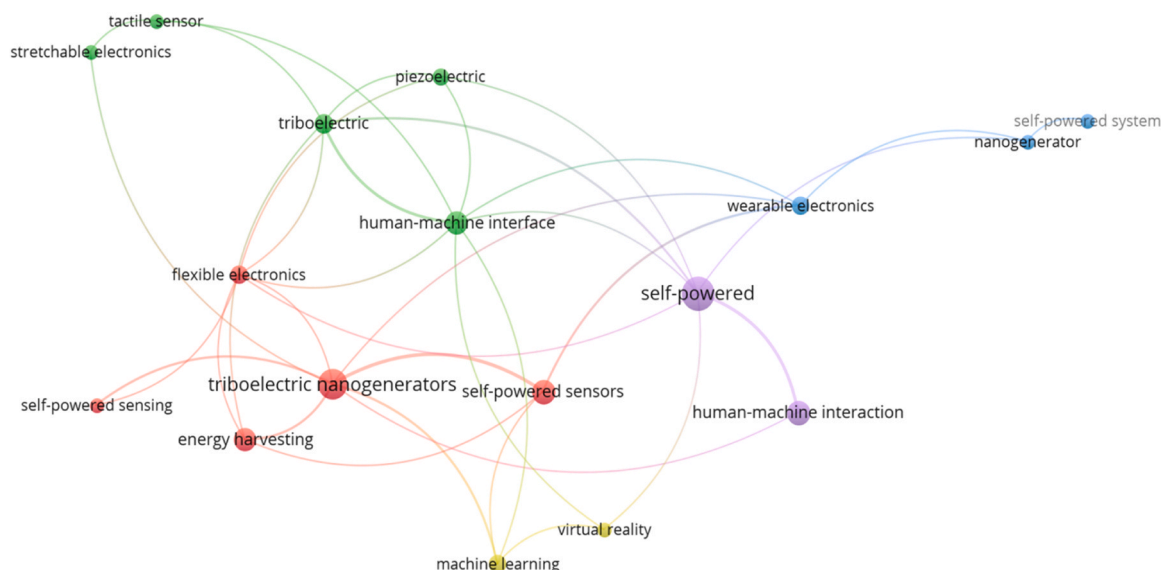 tactile sensor
stretchable electronics
piezoelectric
triboelectric
self-powered system
nanogenerator
wearable electronics
human-machine interface
flexible electronics
self-powered
triboelectric nanogenerators
self-powered sensors
self-powered sensing
human-machine interaction
energy harvesting
virtual reality
machine learning